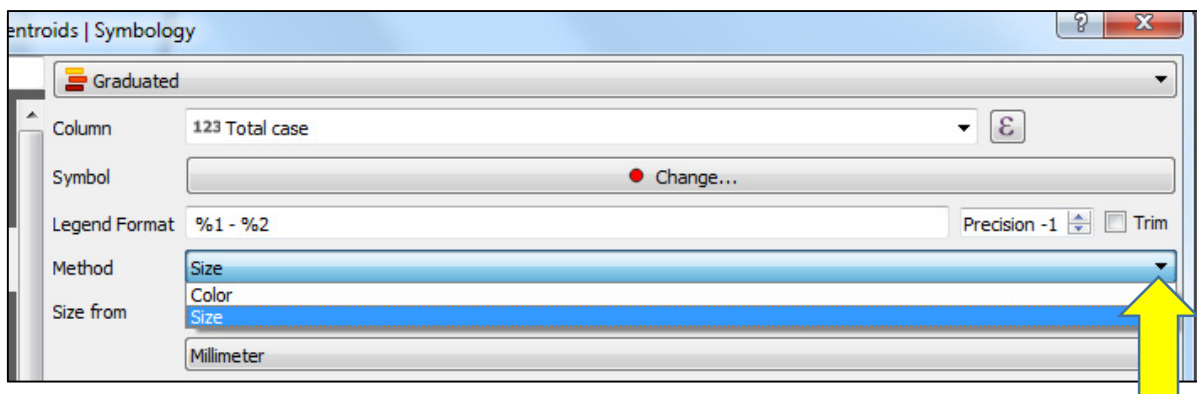 entroids | Symbology
Graduated
Column 123 Total case ε
Symbol Change...
Legend Format %1 - %2 Precision -1 Trim
Method Size
Color
Size from Size
Millimeter